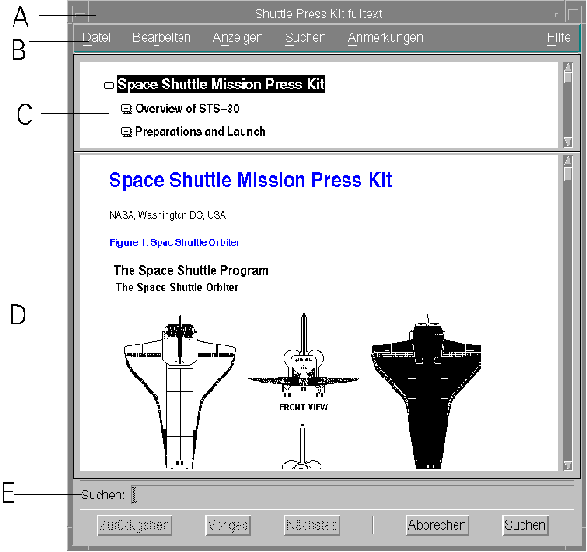 A
Shuttle Press Kit fulltext
B
Datei Bearbeiten Anzeigen Suchen Anmerkungen Hilfe
Space Shuttle Mission Press Kit
C
Overview of STS-80
Preparations and Launch
Space Shuttle Mission Press Kit
NASA, Washington DC, USA
Figure 1: Spac Shuttle Orbiter
The Space Shuttle Program
The Space Shuttle Orbiter
D
FRONT VIEW
E
Suchen:
Zurückgehen Voriges Nächstes Abbrechen Suchen